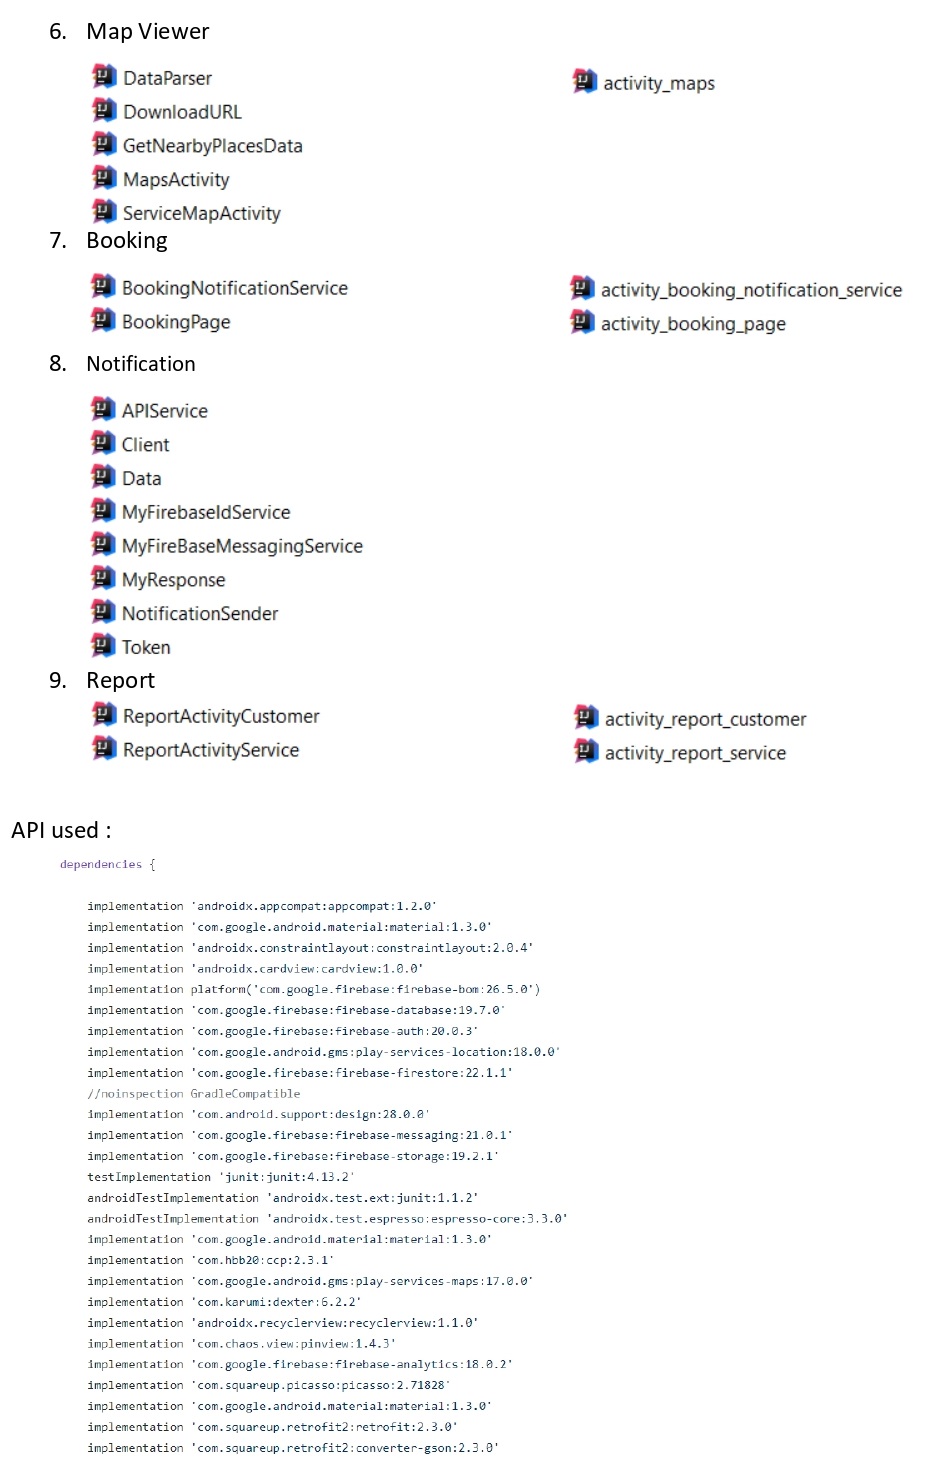 6. Map Viewer
DataParser
activity_maps
DownloadURL
GetNearbyPlacesData
MapsActivity
ServiceMapActivity
7. Booking
BookingNotificationService
activity_booking_notification_service
BookingPage
activity_booking_page
8. Notification
APIService
Client
Data
MyFirebaseIdService
MyFireBaseMessagingService
MyResponse
NotificationSender
Token
9. Report
ReportActivityCustomer
activity_report_customer
ReportActivityService
activity_report_service
API used :
dependencies {
implementation 'androidx.appcompat:appcompat:1.2.0'
implementation 'com.google.android.material:material:1.3.0'
implementation 'androidx.constraintlayout:constraintlayout:2.0.4'
implementation 'androidx.cardview:cardview:1.0.0'
implementation platform('com.google.firebase:firebase-bom:26.5.0')
implementation 'com.google.firebase:firebase-database:19.7.0'
implementation 'com.google.firebase:firebase-auth:20.0.3'
implementation 'com.google.android.gms:play-services-location:18.0.0'
implementation 'com.google.firebase:firebase-firestore:22.1.1'
//noinspection GradleCompatible
implementation 'com.android.support:design:28.0.0'
implementation 'com.google.firebase:firebase-messaging:21.0.1'
implementation 'com.google.firebase:firebase-storage:19.2.1'
testImplementation 'junit:junit:4.13.2'
androidTestImplementation 'androidx.test.ext:junit:1.1.2'
androidTestImplementation 'androidx.test.espresso:espresso-core:3.3.0'
implementation 'com.google.android.material:material:1.3.0'
implementation 'com.hbb20:ccp:2.3.1'
implementation 'com.google.android.gms:play-services-maps:17.0.0'
implementation 'com.karumi:dexter:6.2.2'
implementation 'androidx.recyclerview:recyclerview:1.1.0'
implementation 'com.chaos.view:pinview:1.4.3'
implementation 'com.google.firebase:firebase-analytics:18.0.2'
implementation 'com.squareup.picasso:picasso:2.71828'
implementation 'com.google.android.material:material:1.3.0'
implementation 'com.squareup.retrofit2:retrofit:2.3.0'
implementation 'com.squareup.retrofit2:converter-gson:2.3.0'